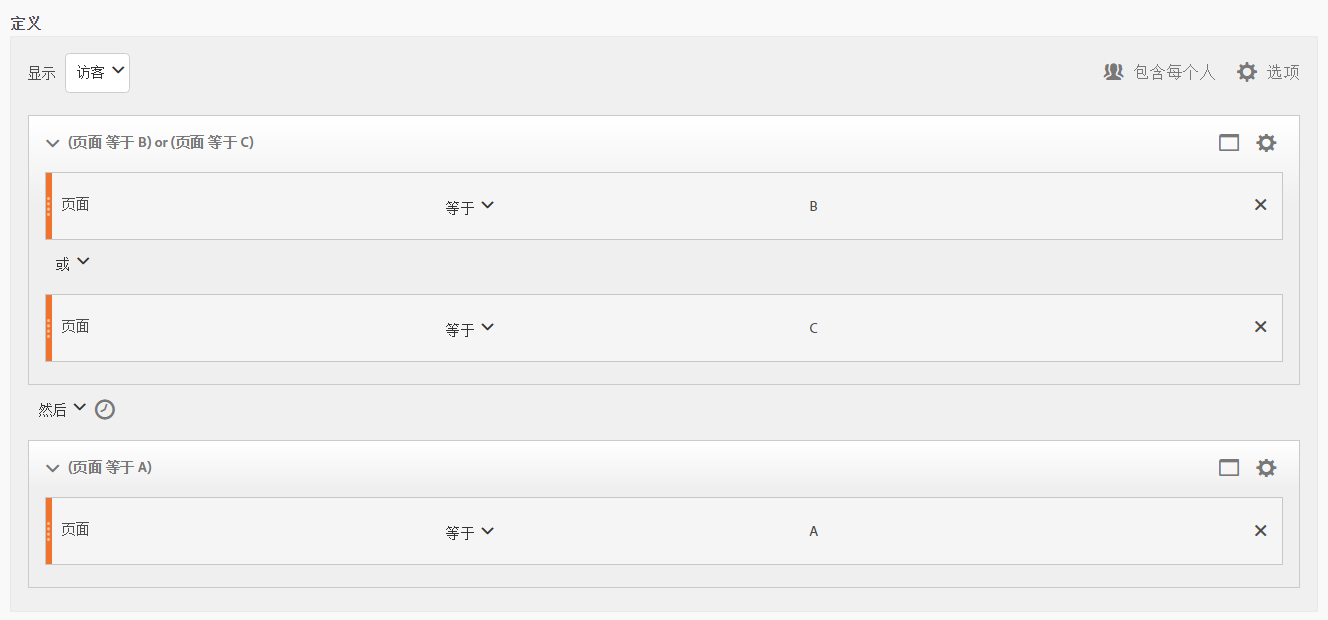 定义
显示 访客 包含每个人 选项
(页面 等于 B) or (页面 等于 C)
页面 等于 B
或
页面 等于 C
然后
(页面 等于 A)
页面 等于 A